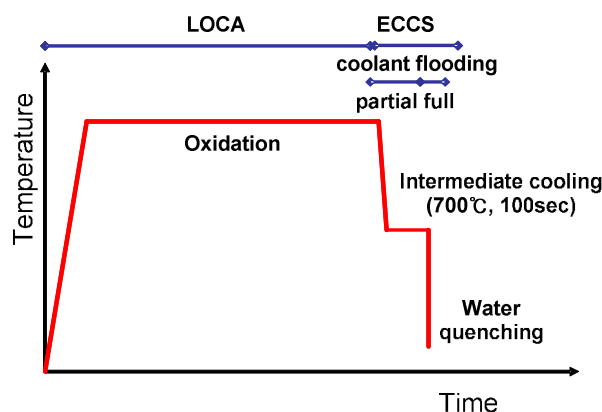 LOCA
ECCS
coolant flooding
partial full
Temperature
Oxidation
Intermediate cooling
(700℃, 100sec)
Water
quenching
Time